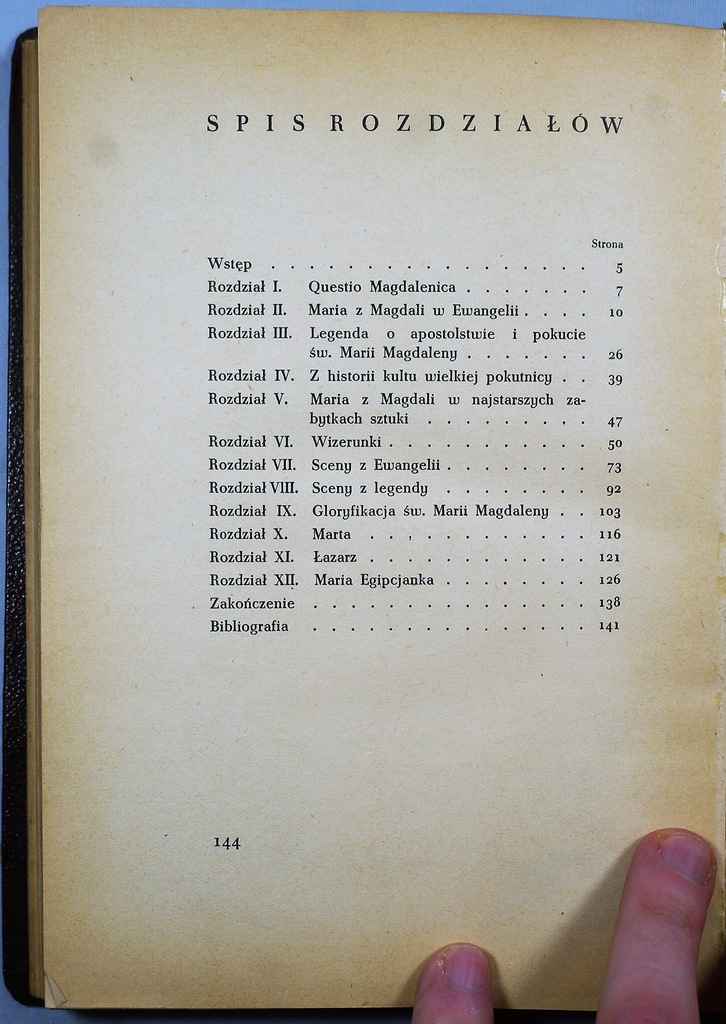 SPIS ROZDZIAŁÓW
Strona
Wstęp . . . . . . . . . . . . . . . . . 5
Rozdział I. Questio Magdalenica . . . . . . . 7
Rozdział II. Maria z Magdali w Ewangelii . . . . 10
Rozdział III. Legenda o apostolstwie i pokucie
św. Marii Magdaleny . . . . . . . 26
Rozdział IV. Z historii kultu wielkiej pokutnicy . . 39
Rozdział V. Maria z Magdali w najstarszych za-
bytkach sztuki . . . . . . . . . 47
Rozdział VI. Wizerunki . . . . . . . . . . . 50
Rozdział VII. Sceny z Ewangelii . . . . . . . . 73
Rozdział VIII. Sceny z legendy . . . . . . . . 92
Rozdział IX. Gloryfikacja św. Marii Magdaleny . . 103
Rozdział X. Marta . . , . . . . . . . . . 116
Rozdział XI. Łazarz . . . . . . . . . . . . 121
Rozdział XII. Maria Egipcjanka . . . . . . . . 126
Zakończenie . . . . . . . . . . . . . . . 138
Bibliografia . . . . . . . . . . . . . . . 141
144